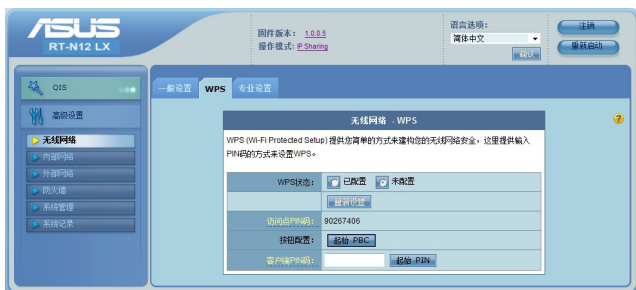 ASUS
RT-N12 LX
固件版本: 1.0.0.5
操作模式: IP Sharing
语言选项:
简体中文
确认
注销
重新启动
QIS
高级设置
无线网络
内部网络
外部网络
防火墙
系统管理
系统记录
一般设置 WPS 专业设置
无线网络 - WPS
WPS (Wi-Fi Protected Setup) 提供您简单的方式来建构您的无线网络安全，这里提供输入
PIN码的方式来设置WPS。
WPS状态: 已配置 未配置
重新设置
访问点PIN码: 90267406
按钮配置: 起始 PBC
客户端PIN码: 起始 PIN